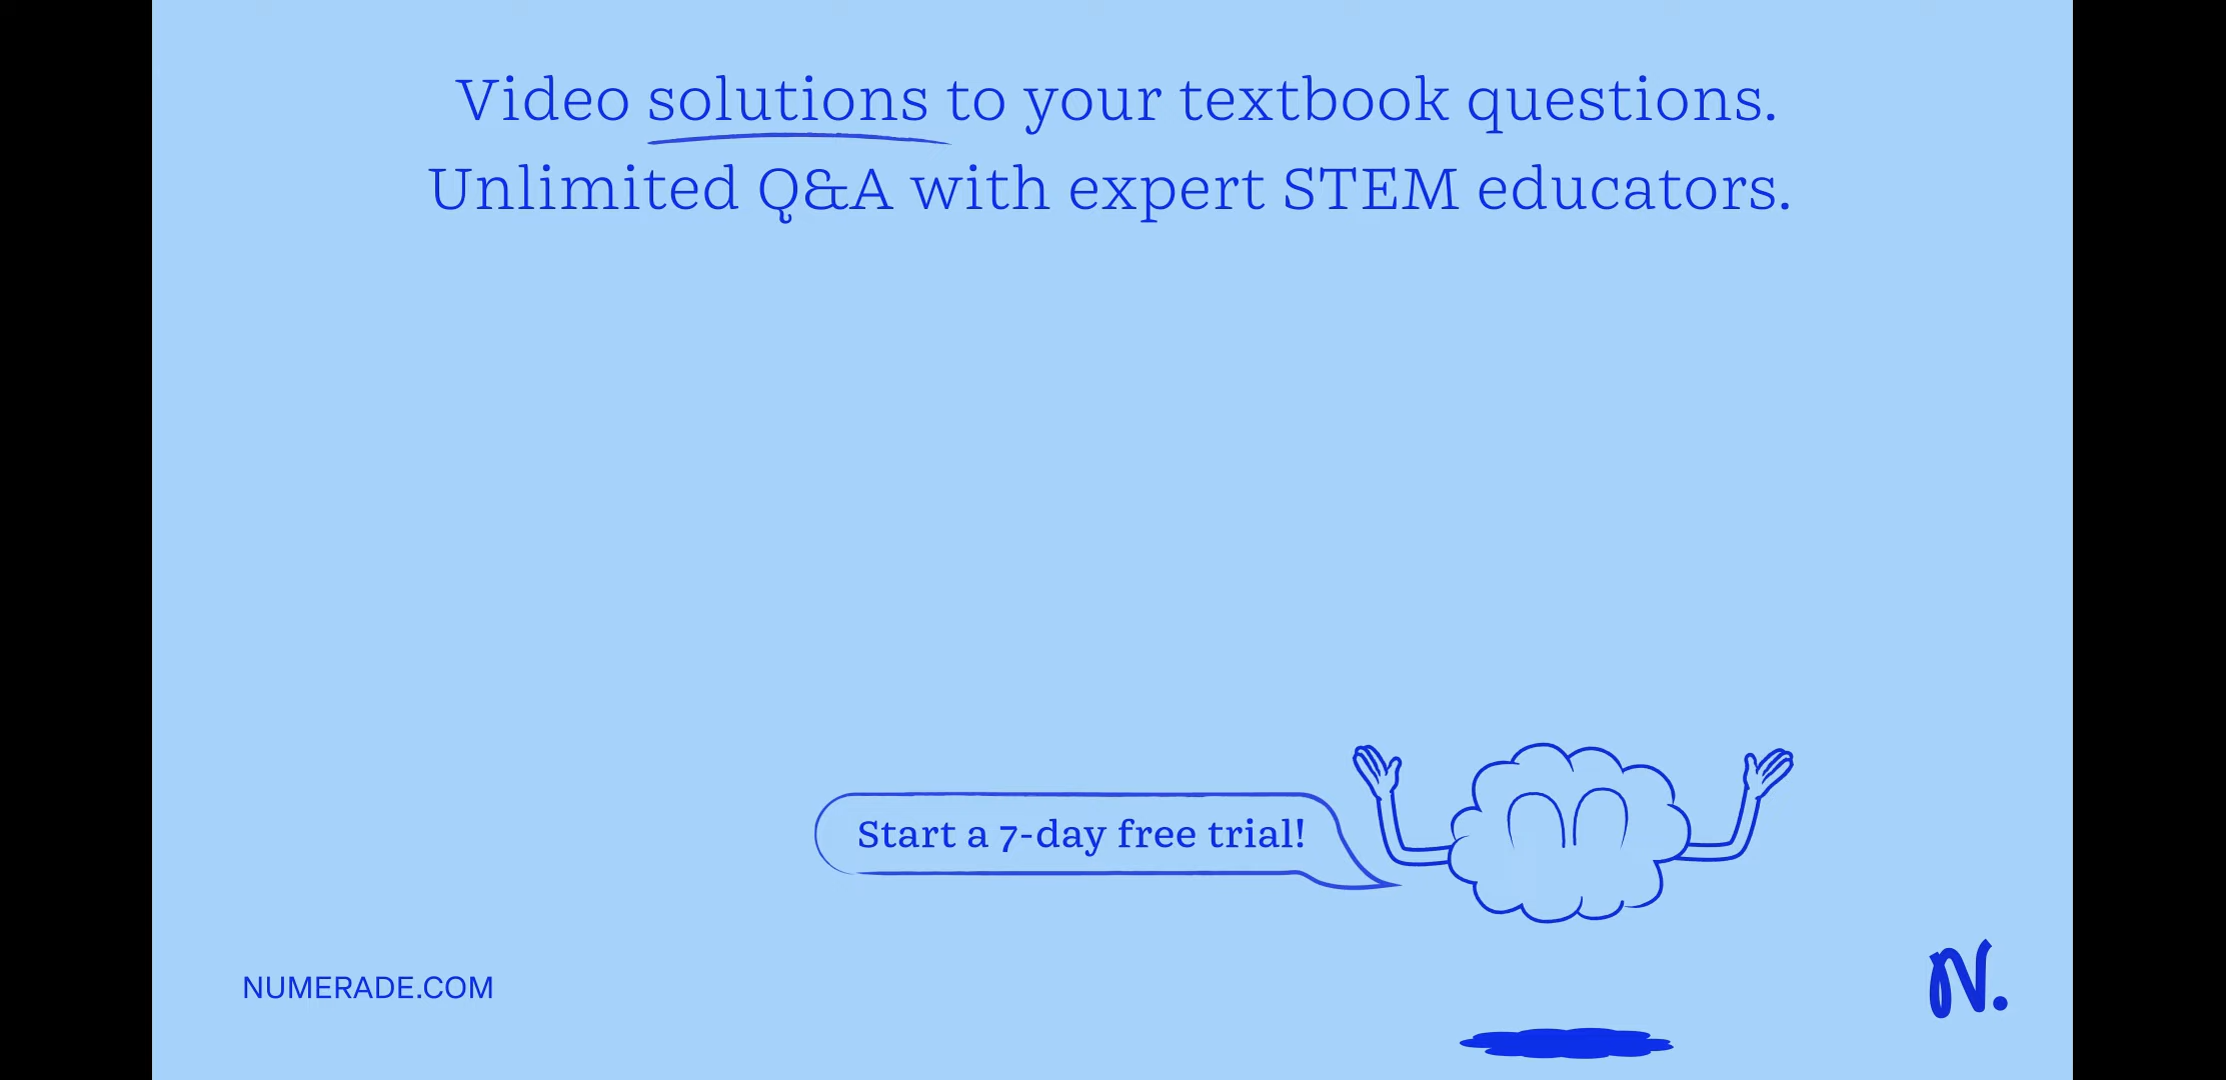 Video solutions to your textbook questions.
Unlimited Q&A with expert STEM educators.
Start a 7-day free trial!
NUMERADE.COM
N.